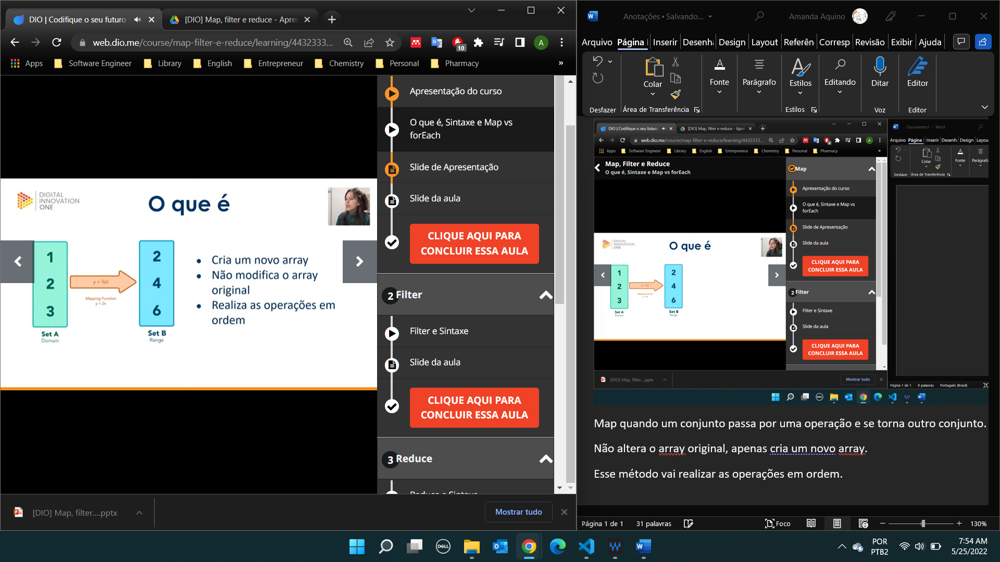 DIO | Codifique o seu futuro
[DIO] Map, filter e reduce - Apres
web.dio.me/course/map-filter-e-reduce/learning/4432333...
10
A
Apps
Software Engineer
Library
English
Entrepreneur
Chemistry
Personal
Pharmacy
»
DIGITAL
INNOVATION
ONE
O que é
1
2
3
y = f(x)
Mapping Function
y = 2x
2
4
6
Set A
Domain
Set B
Range
Cria um novo array
Não modifica o array
original
Realiza as operações em
ordem
Apresentação do curso
O que é, Sintaxe e Map vs
forEach
Slide de Apresentação
Slide da aula
CLIQUE AQUI PARA
CONCLUIR ESSA AULA
2 Filter
Filter e Sintaxe
Slide da aula
CLIQUE AQUI PARA
CONCLUIR ESSA AULA
3 Reduce
Reduce e Sintaxe
[DIO] Map, filter....pptx
Mostrar tudo
Anotações • Salvando...
Amanda Aquino
Arquivo
Página
Inserir
Desenh
Design
Layout
Referên
Corresp
Revisão
Exibir
Ajuda
Colar
Fonte
Parágrafo
Estilos
Editando
Ditar
Editor
Desfazer
Área de Transferência
Estilos
Voz
Editor
DIO | Codifique o seu futuro
[DIO] Map, filter e reduce - Apre
web.dio.me/course/map-filter-e-reduce/learning/4432333...
A
Apps
Software Engineer
Library
English
Entrepreneur
Chemistry
Personal
Pharmacy
»
Map, Filter e Reduce
O que é, Sintaxe e Map vs forEach
DIGITAL
INNOVATION
ONE
O que é
1
2
3
2
4
6
Set A
Domain
Set B
Range
Map
Apresentação do curso
O que é, Sintaxe e Map vs
forEach
Slide de Apresentação
Slide da aula
CLIQUE AQUI PARA
CONCLUIR ESSA AULA
2 Filter
Filter e Sintaxe
Slide da aula
CLIQUE AQUI PARA
CONCLUIR ESSA AULA
[DIO] Map, filter....pptx
Mostrar tudo
Documento1 - Word
Arquivo
Página
Inserir
Desenh
Design
Layou
Colar
Fonte
Parágrafo
Desfazer
Área de Transferência
Página 1 de 1
0 palavras
Português (Brasil)
DELL
Map quando um conjunto passa por uma operação e se torna outro conjunto.
Não altera o array original, apenas cria um novo array.
Esse método vai realizar as operações em ordem.
Página 1 de 1
31 palavras
Foco
130%
DELL
POR
PTB2
7:54 AM
5/25/2022